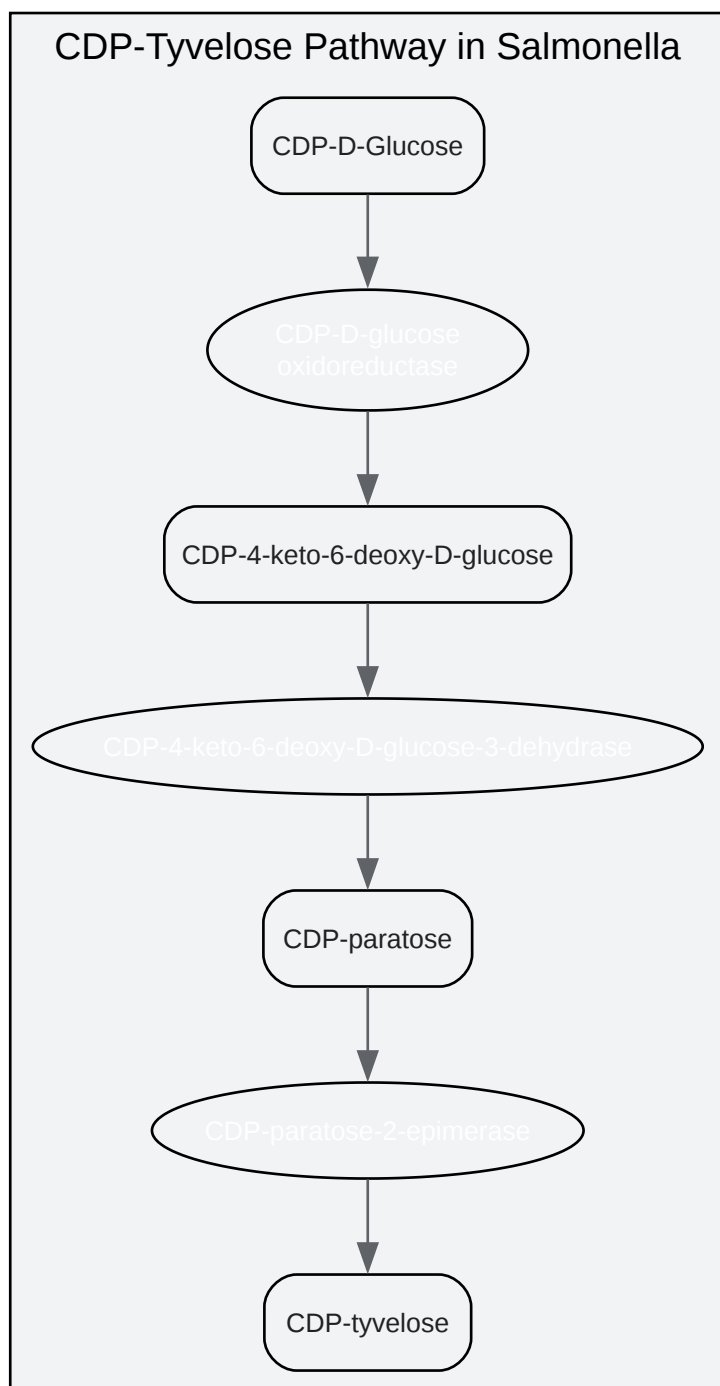 CDP-Tyvelose Pathway in Salmonella
CDP-D-Glucose
CDP-D-glucose
oxidoreductase
CDP-4-keto-6-deoxy-D-glucose
CDP-4-keto-6-deoxy-D-glucose-3-dehydrase
CDP-paratose
CDP-paratose-2-epimerase
CDP-tyvelose